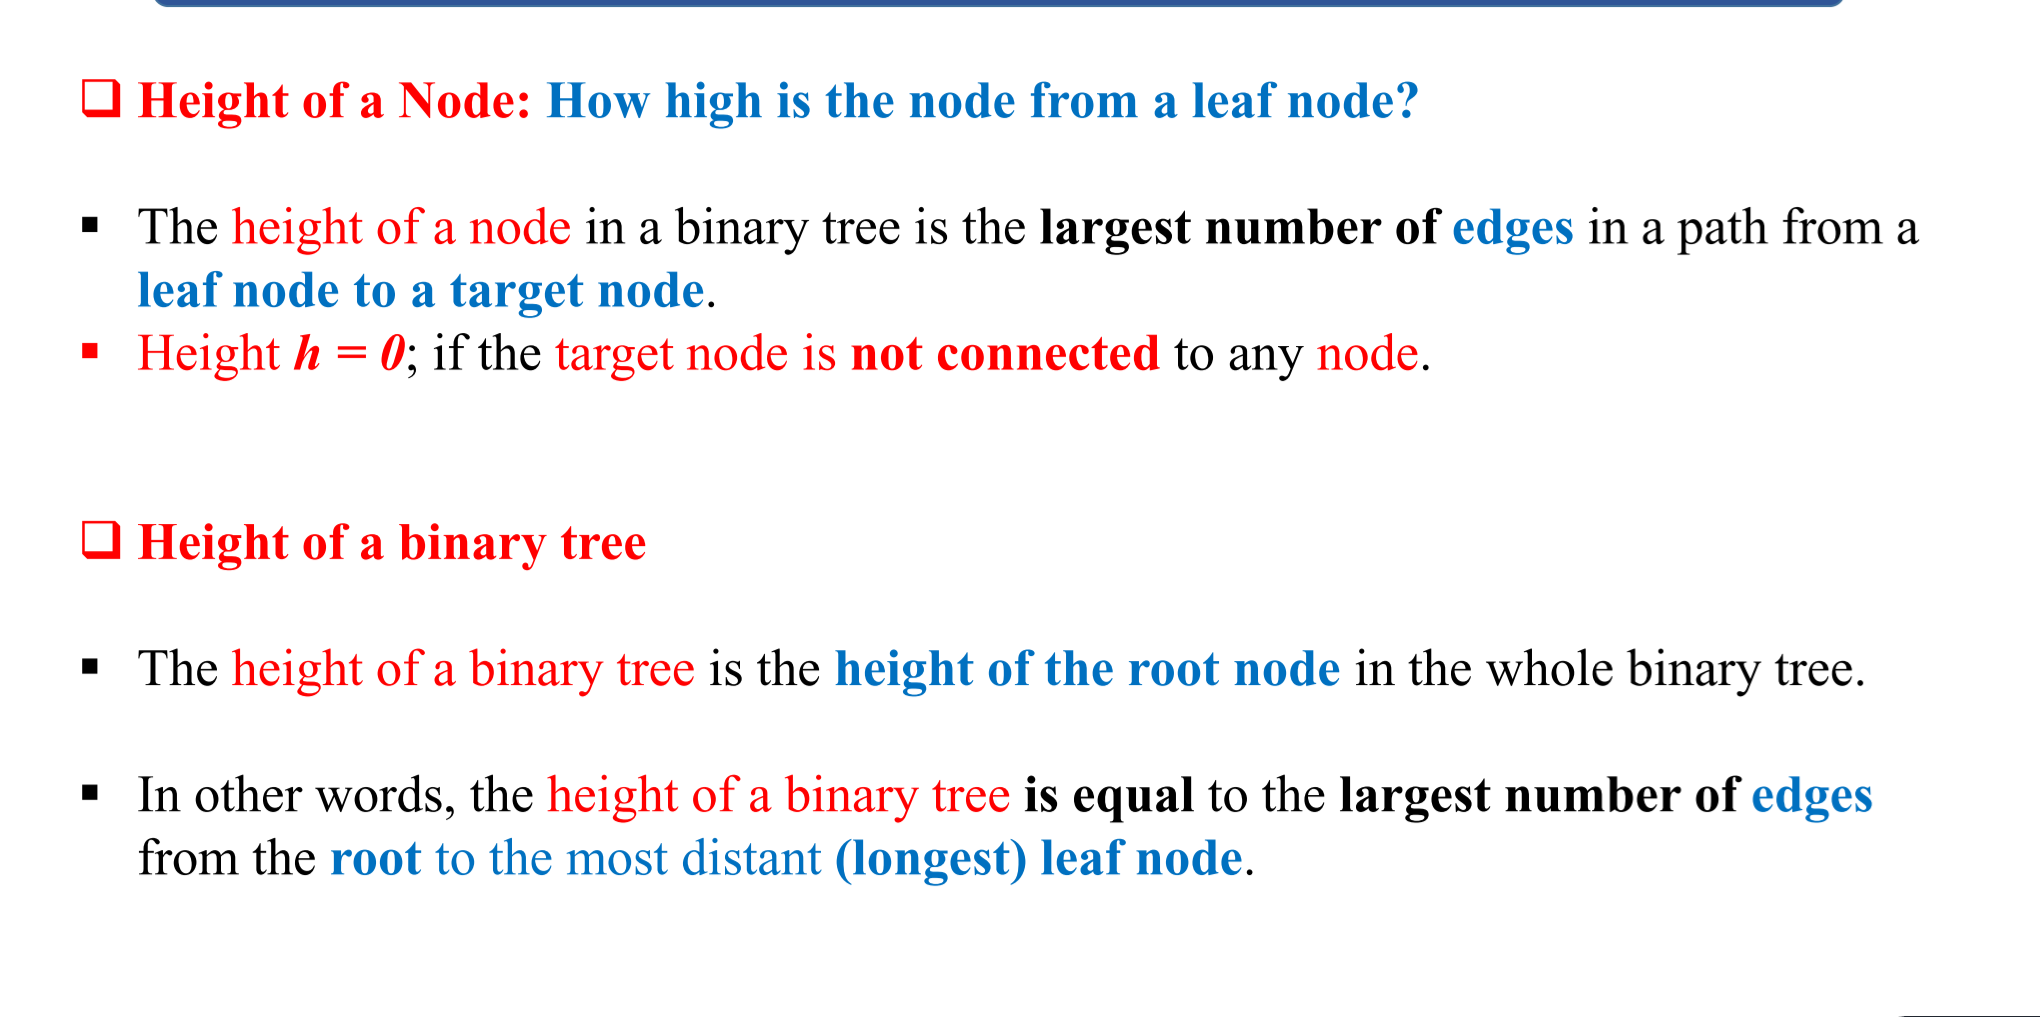 ❑ Height of a Node: How high is the node from a leaf node?
▪ The height of a node in a binary tree is the largest number of edges in a path from a
leaf node to a target node.
▪ Height h = 0; if the target node is not connected to any node.
❑ Height of a binary tree
▪ The height of a binary tree is the height of the root node in the whole binary tree.
▪ In other words, the height of a binary tree is equal to the largest number of edges
from the root to the most distant (longest) leaf node.